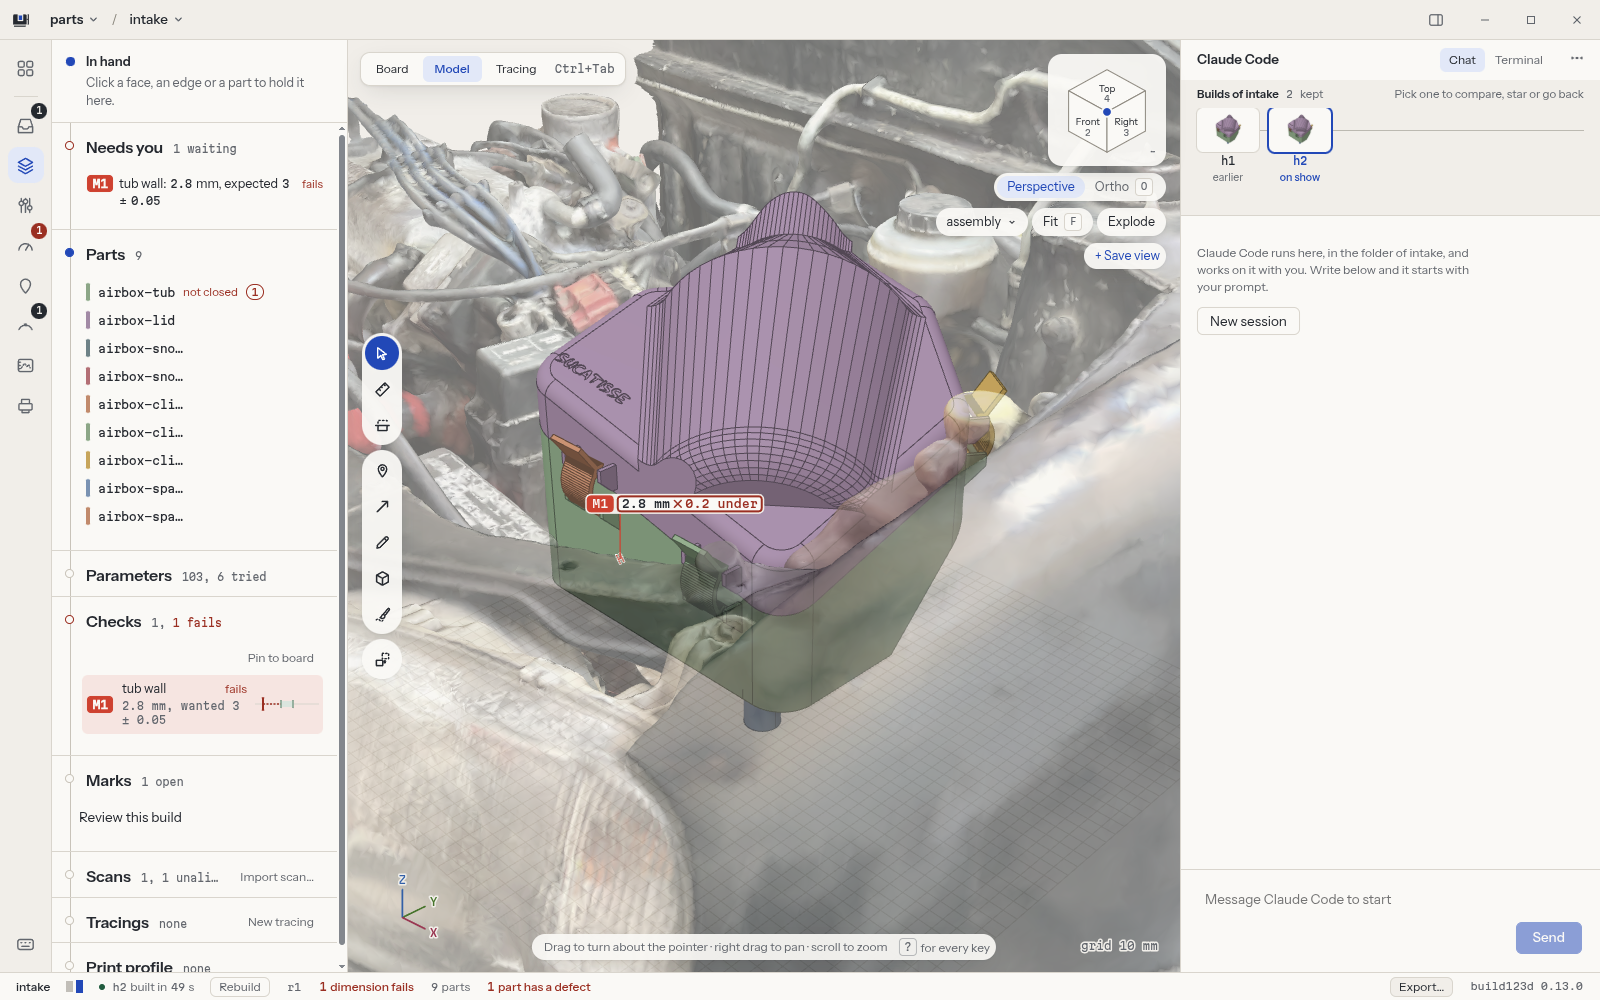 parts / intake
In hand
Click a face, an edge or a part to hold it
here.
Needs you 1 waiting
M1 tub wall: 2.8 mm, expected 3 fails
± 0.05
Parts 9
airbox-tub not closed 1
airbox-lid
airbox-sno…
airbox-sno…
airbox-cli…
airbox-cli…
airbox-cli…
airbox-spa…
airbox-spa…
Parameters 103, 6 tried
Checks 1, 1 fails
Pin to board
M1 tub wall fails
2.8 mm, wanted 3
± 0.05
Marks 1 open
Review this build
Scans 1, 1 unali… Import scan…
Tracings none New tracing
Print profile none
1
1
1
Board Model Tracing Ctrl+Tab
Top
4
Front
2
Right
3
Perspective Ortho 0
assembly Fit F Explode
+ Save view
SUCATISSE
M1 2.8 mm × 0.2 under
Z
Y
X
Drag to turn about the pointer · right drag to pan · scroll to zoom ? for every key
grid 10 mm
Claude Code Chat Terminal
Builds of intake 2 kept Pick one to compare, star or go back
h1
earlier
h2
on show
Claude Code runs here, in the folder of intake, and
works on it with you. Write below and it starts with
your prompt.
New session
Message Claude Code to start
Send
intake h2 built in 49 s Rebuild r1 1 dimension fails 9 parts 1 part has a defect Export… build123d 0.13.0